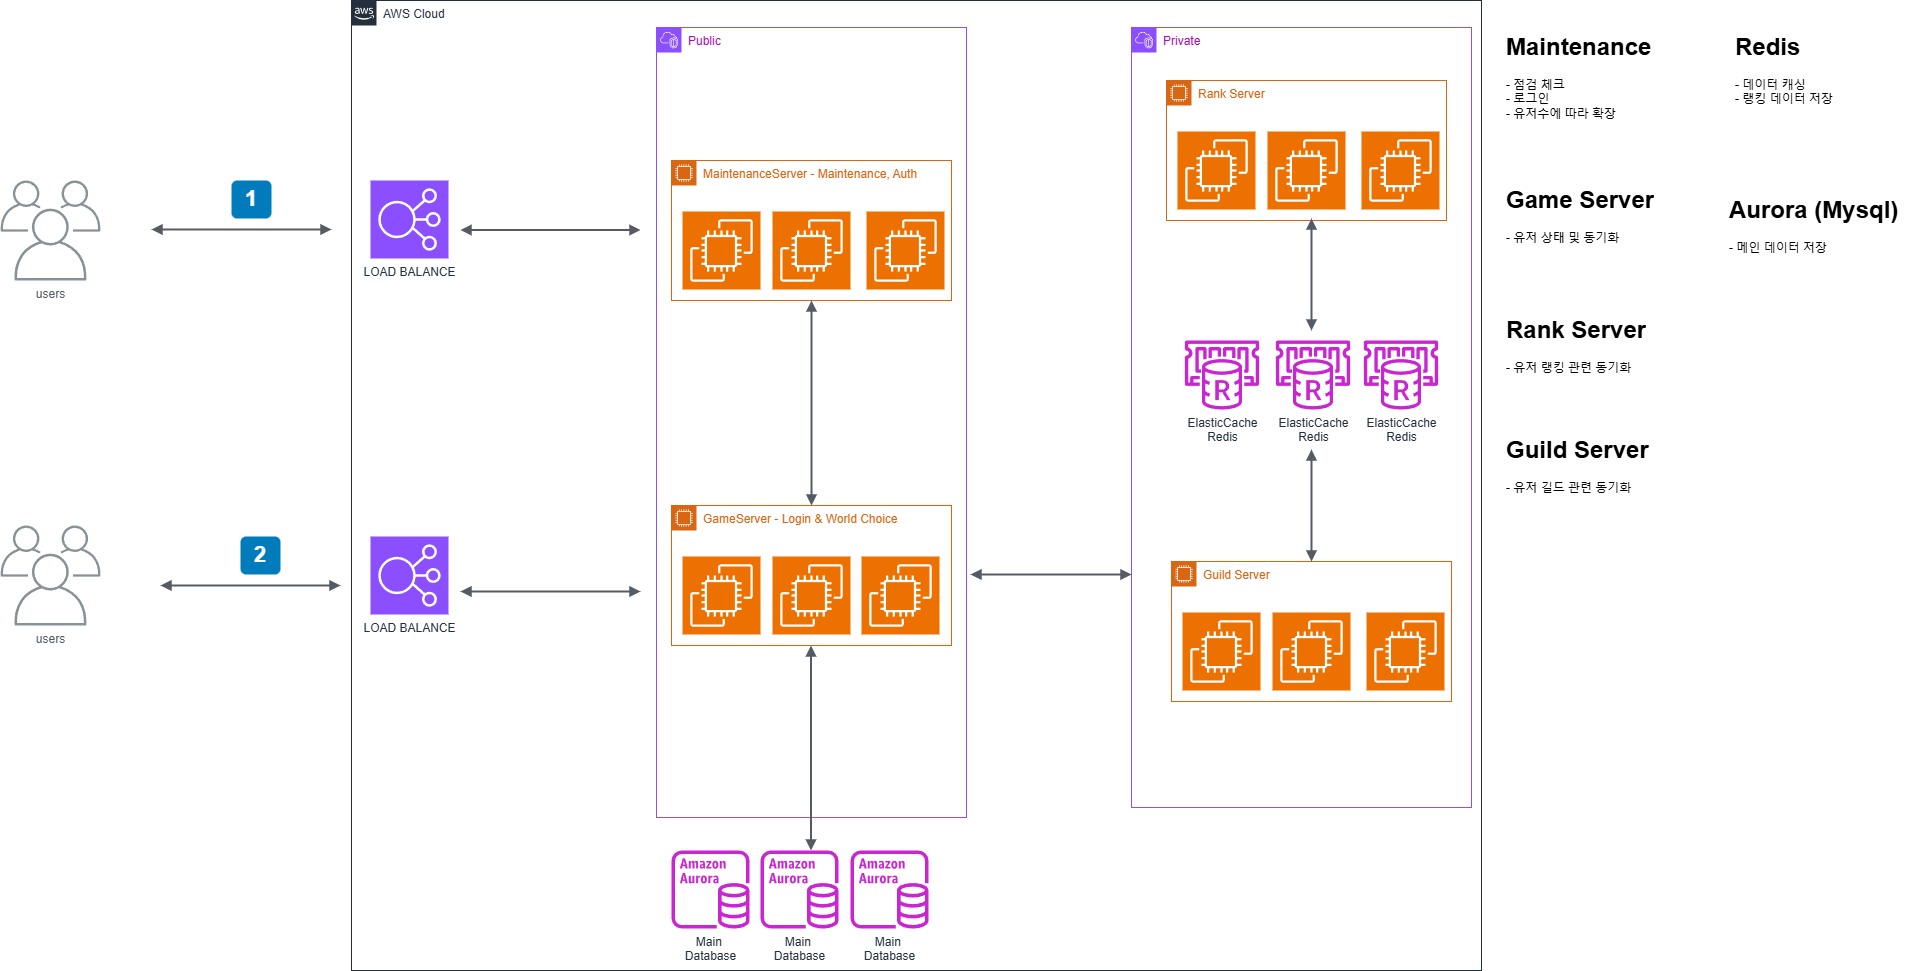 aws
AWS Cloud
Public
Private
Rank Server
MaintenanceServer - Maintenance, Auth
1
users
LOAD BALANCE
R
R
R
ElasticCache
Redis
ElasticCache
Redis
ElasticCache
Redis
2
users
LOAD BALANCE
GameServer - Login & World Choice
Guild Server
Amazon
Aurora
Amazon
Aurora
Amazon
Aurora
Main
Database
Main
Database
Main
Database
Maintenance
- 점검 체크
- 로그인
- 유저수에 따라 확장
Redis
- 데이터 캐싱
- 랭킹 데이터 저장
Game Server
- 유저 상태 및 동기화
Aurora (Mysql)
- 메인 데이터 저장
Rank Server
- 유저 랭킹 관련 동기화
Guild Server
- 유저 길드 관련 동기화